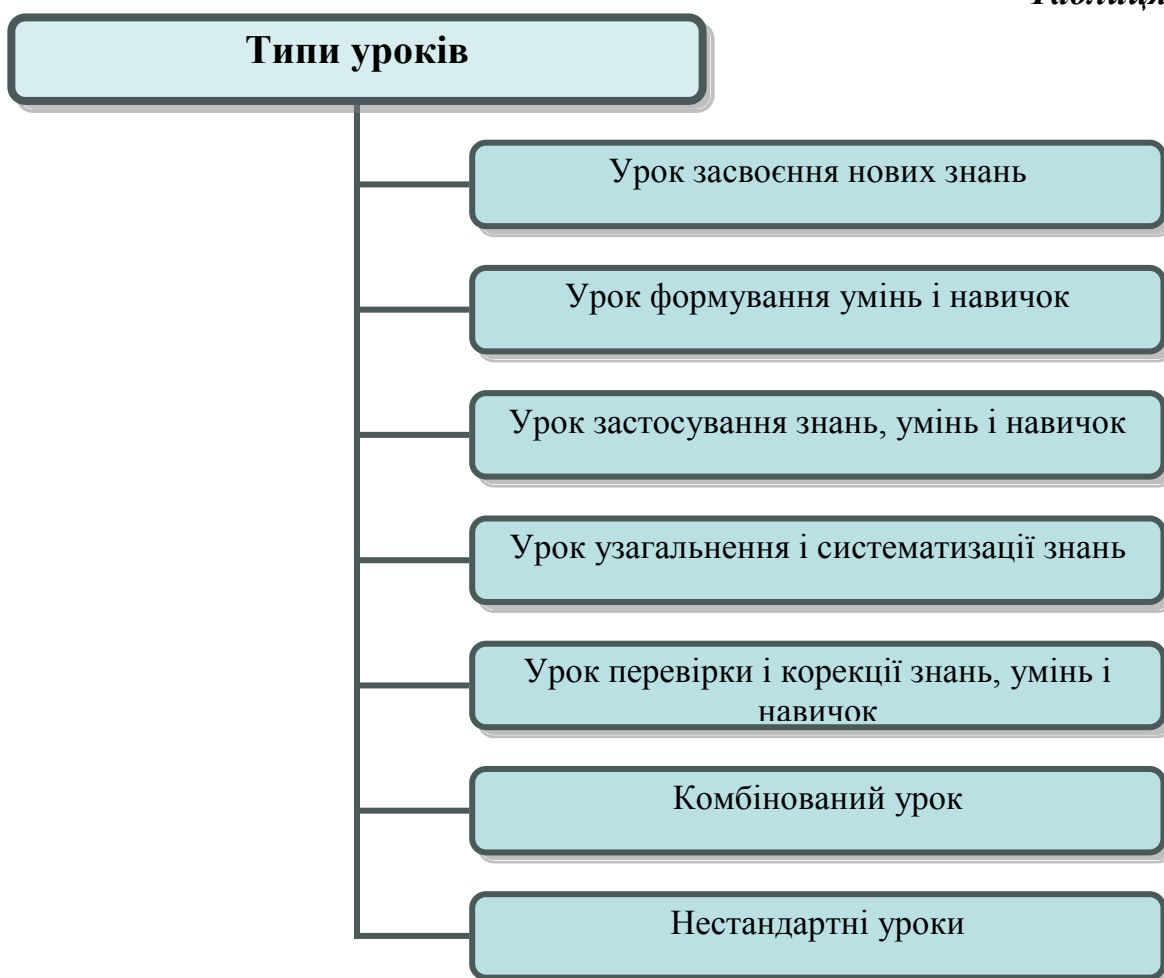 Таблиця
Типи уроків
Урок засвоєння нових знань
Урок формування умінь і навичок
Урок застосування знань, умінь і навичок
Урок узагальнення і систематизації знань
Урок перевірки і корекції знань, умінь і
навичок
Комбінований урок
Нестандартні уроки